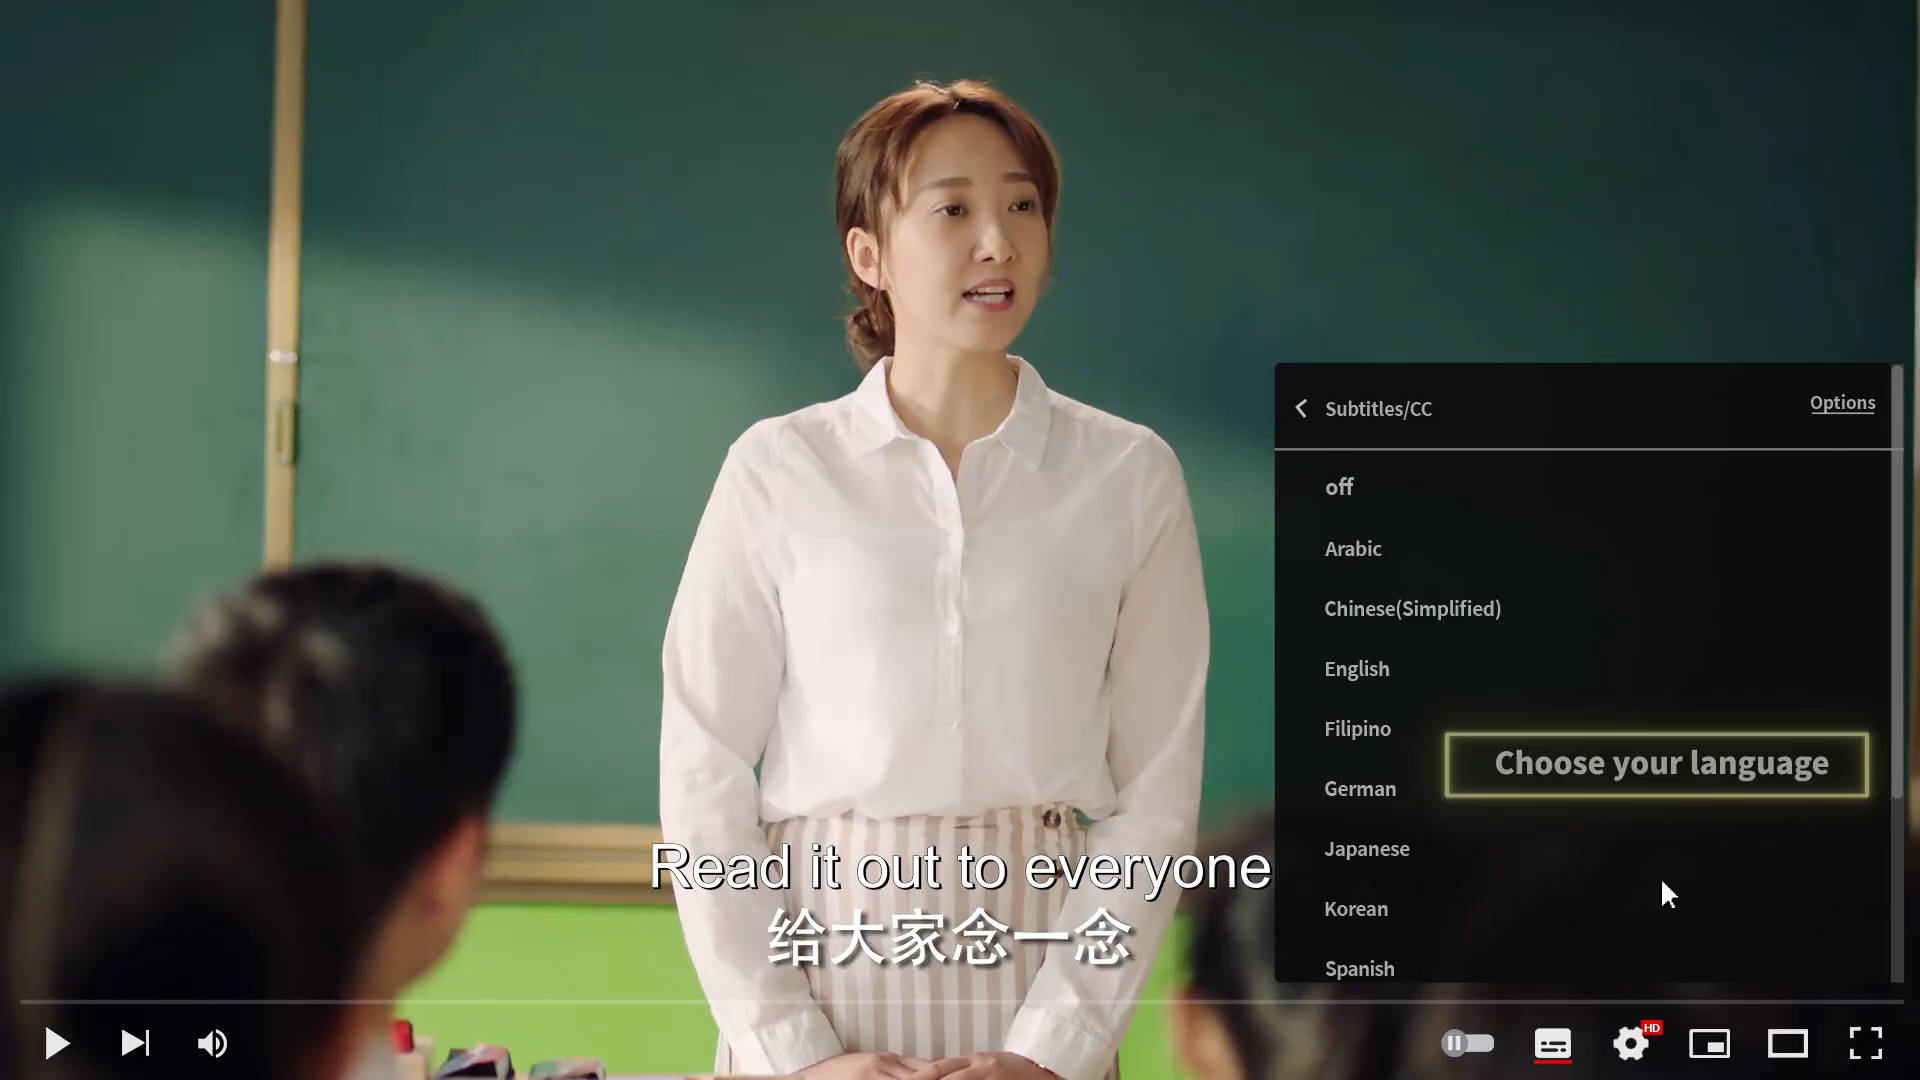 Subtitles/CC
Options
off
Arabic
Chinese(Simplified)
English
Filipino
Choose your language
German
Japanese
Korean
Spanish
Read it out to everyone
给大家念一念
HD